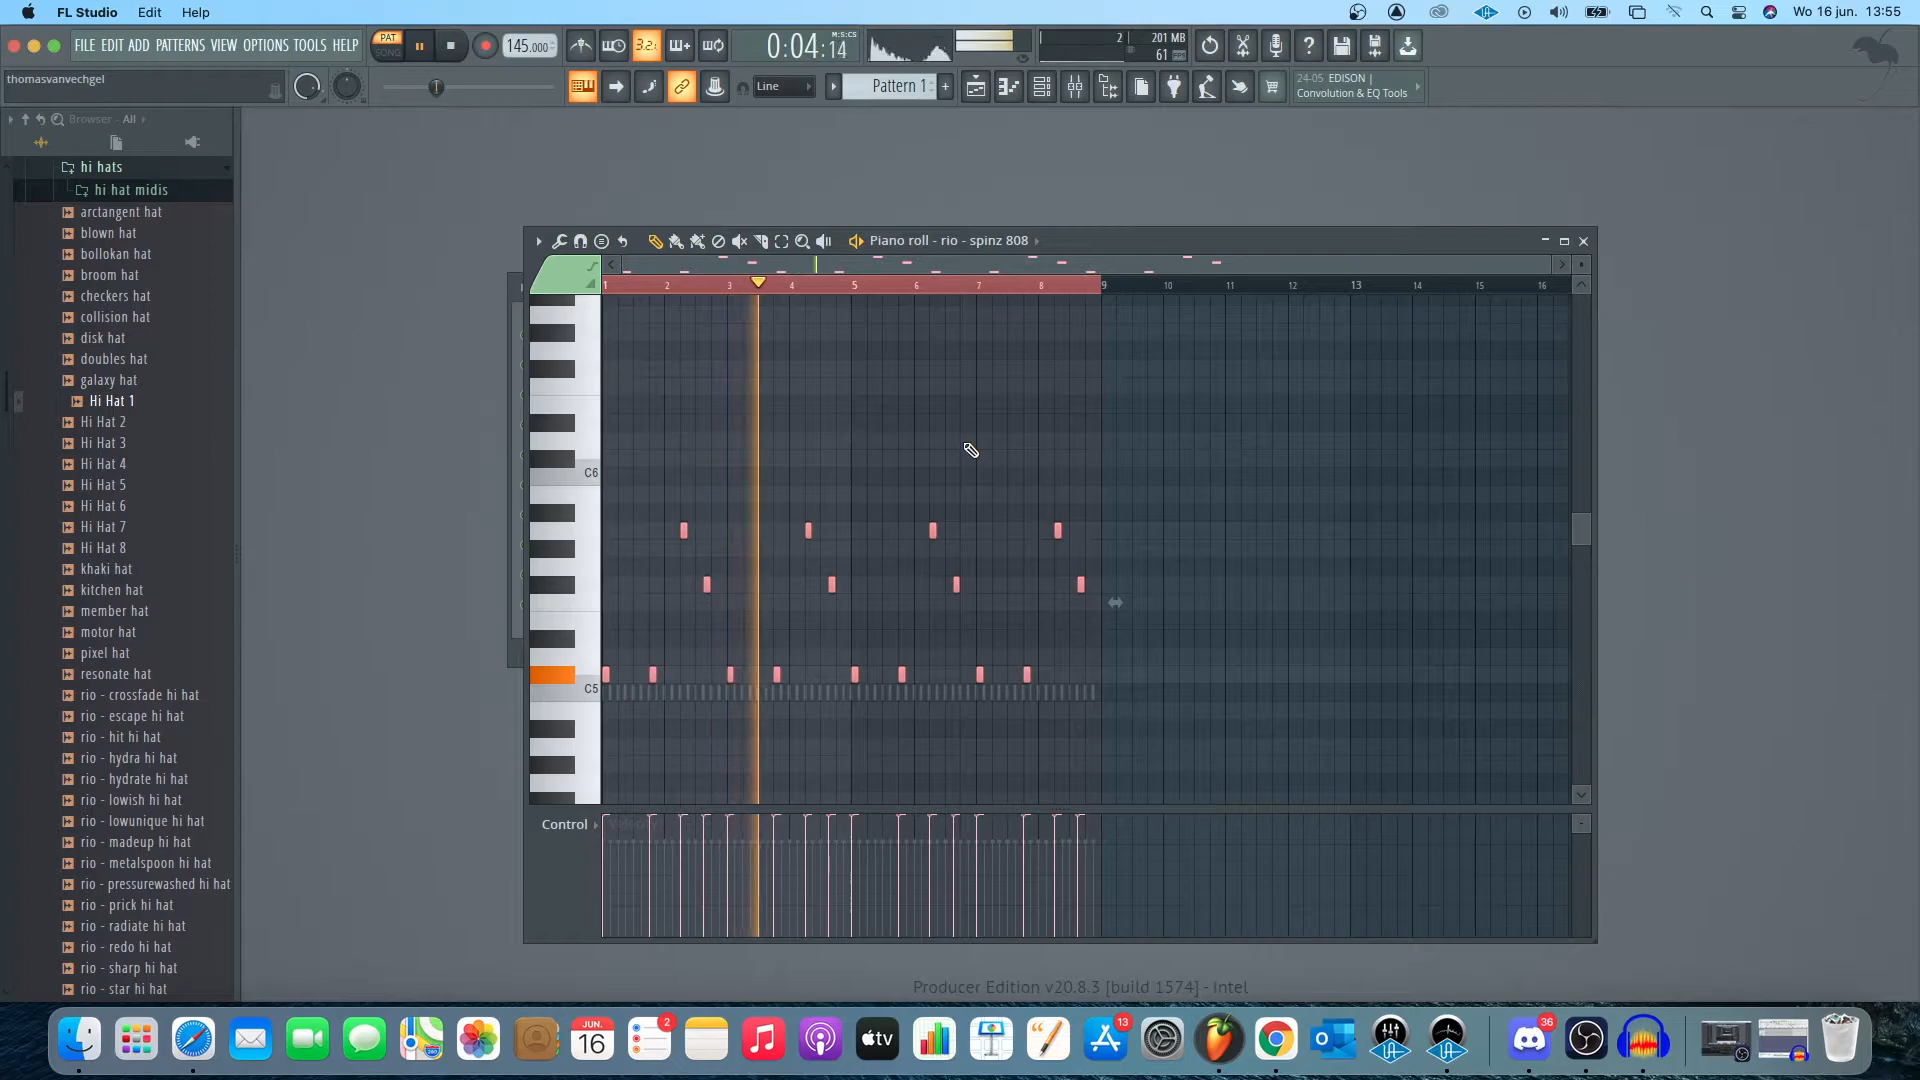 FL Studio Edit Help Wo 16 jun. 13:55
FILE EDIT ADD PATTERNS VIEW OPTIONS TOOLS HELP
PAT
SONG
145.000
3.2.
0:04:14
M:S:CS
2
201 MB
61
thomasvanvechgel
Line
Pattern 1
24-05 EDISON |
Convolution & EQ Tools
Browser - All
hi hats
hi hat midis
arctangent hat
blown hat
bollokan hat
broom hat
checkers hat
collision hat
disk hat
doubles hat
galaxy hat
Hi Hat 1
Hi Hat 2
Hi Hat 3
Hi Hat 4
Hi Hat 5
Hi Hat 6
Hi Hat 7
Hi Hat 8
khaki hat
kitchen hat
member hat
motor hat
pixel hat
resonate hat
rio - crossfade hi hat
rio - escape hi hat
rio - hit hi hat
rio - hydra hi hat
rio - hydrate hi hat
rio - lowish hi hat
rio - lowunique hi hat
rio - madeup hi hat
rio - metalspoon hi hat
rio - pressurewashed hi hat
rio - prick hi hat
rio - radiate hi hat
rio - redo hi hat
rio - sharp hi hat
rio - star hi hat
Piano roll - rio - spinz 808
1 2 3 4 5 6 7 8 9 10 11 12 13 14 15 16
C6
C5
Control
Velocity
Producer Edition v20.8.3 [build 1574] - Intel
JUN.
16
2
tv
13
36